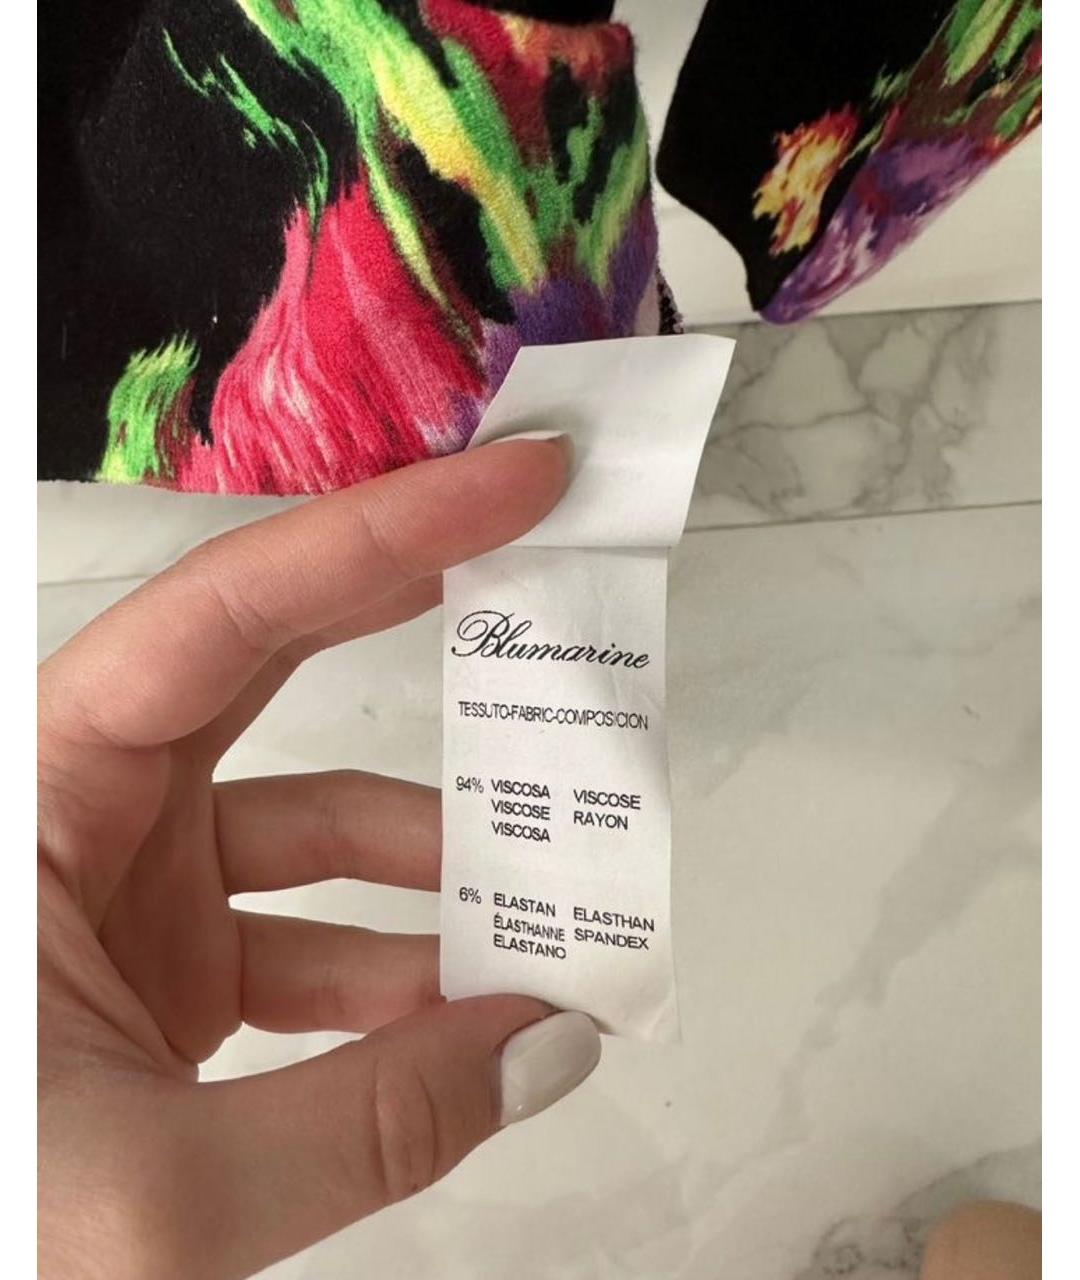 Blumarine
TESSUTO-FABRIC-COMPOSICION
94% VISCOSA VISCOSE
VISCOSE RAYON
VISCOSA
6% ELASTAN ELASTHAN
ÉLASTHANNE SPANDEX
ELASTANO